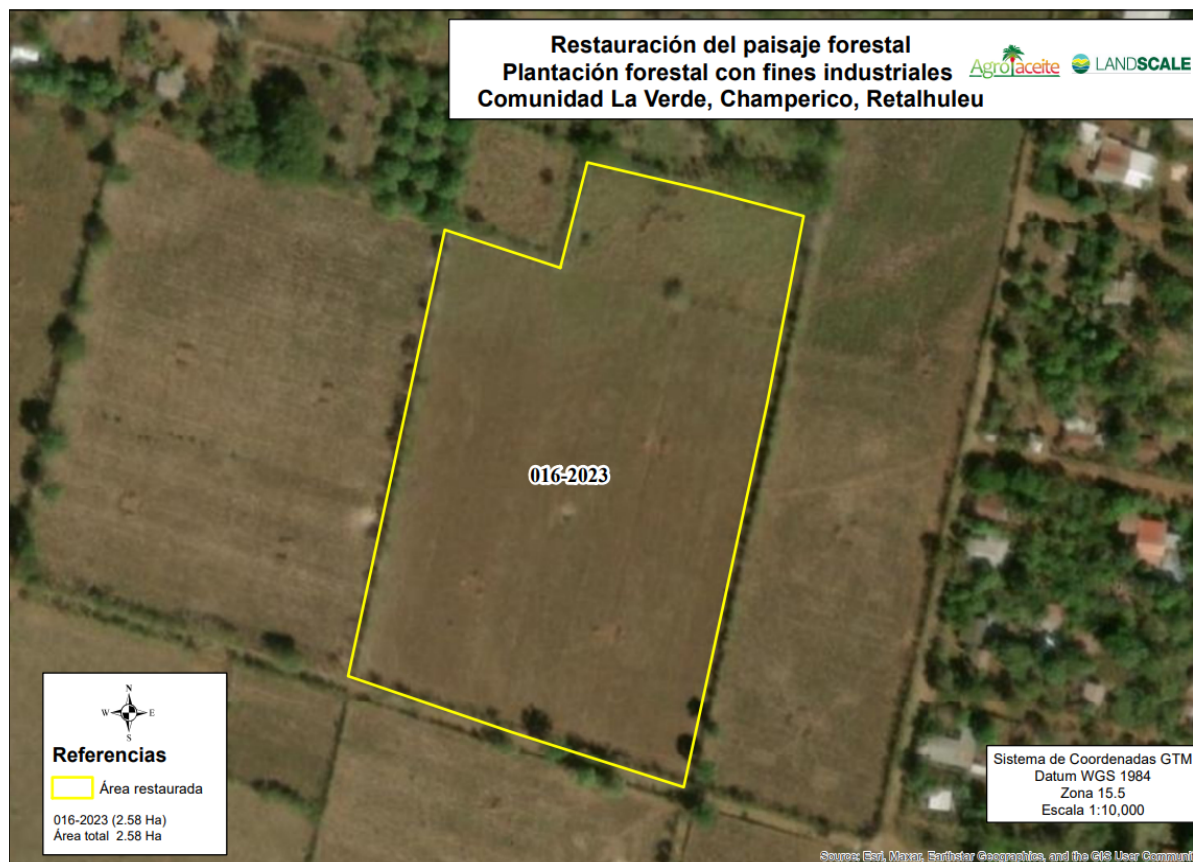 Restauración del paisaje forestal
Plantación forestal con fines industriales
Comunidad La Verde, Champerico, Retalhuleu
Agroaceite
LANDSCALE
016-2023
N
W E
S
Referencias
Área restaurada
016-2023 (2.58 Ha)
Área total 2.58 Ha
Sistema de Coordenadas GTM
Datum WGS 1984
Zona 15.5
Escala 1:10,000
Source: Esri, Maxar, Earthstar Geographics, and the GIS User Communi